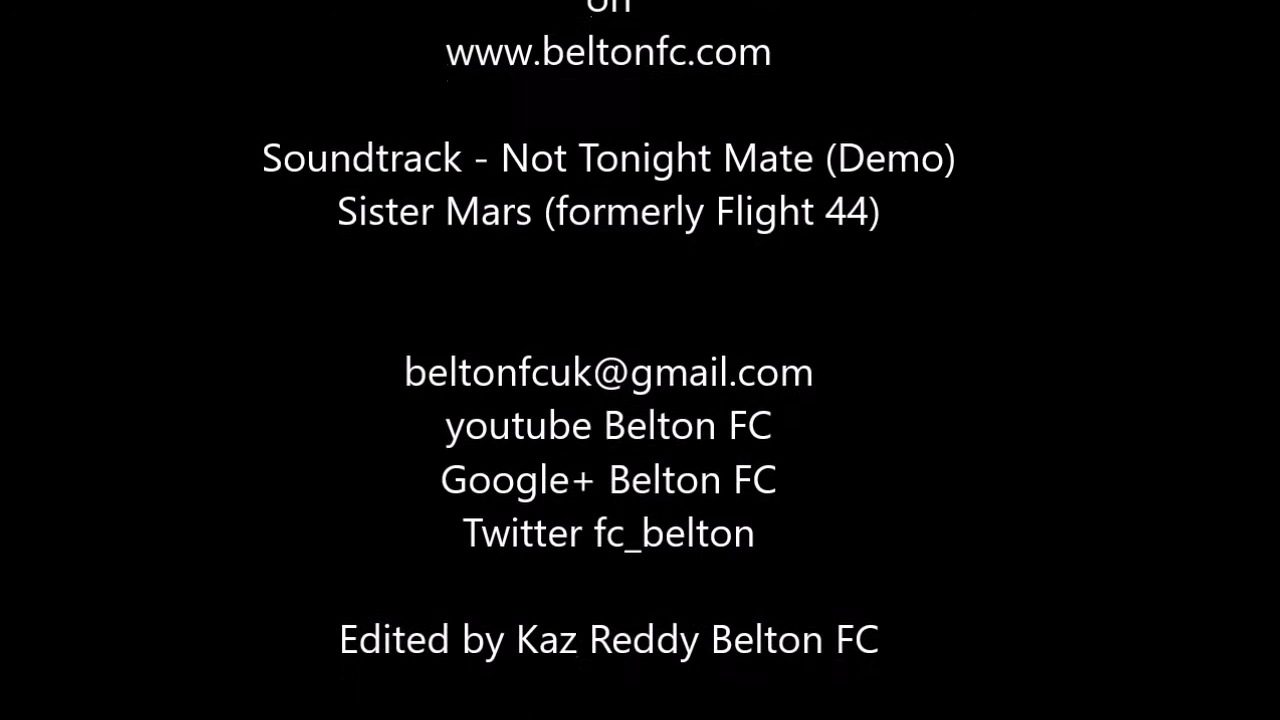 on
www.beltonfc.com
Soundtrack - Not Tonight Mate (Demo)
Sister Mars (formerly Flight 44)
beltonfcuk@gmail.com
youtube Belton FC
Google+ Belton FC
Twitter fc_belton
Edited by Kaz Reddy Belton FC